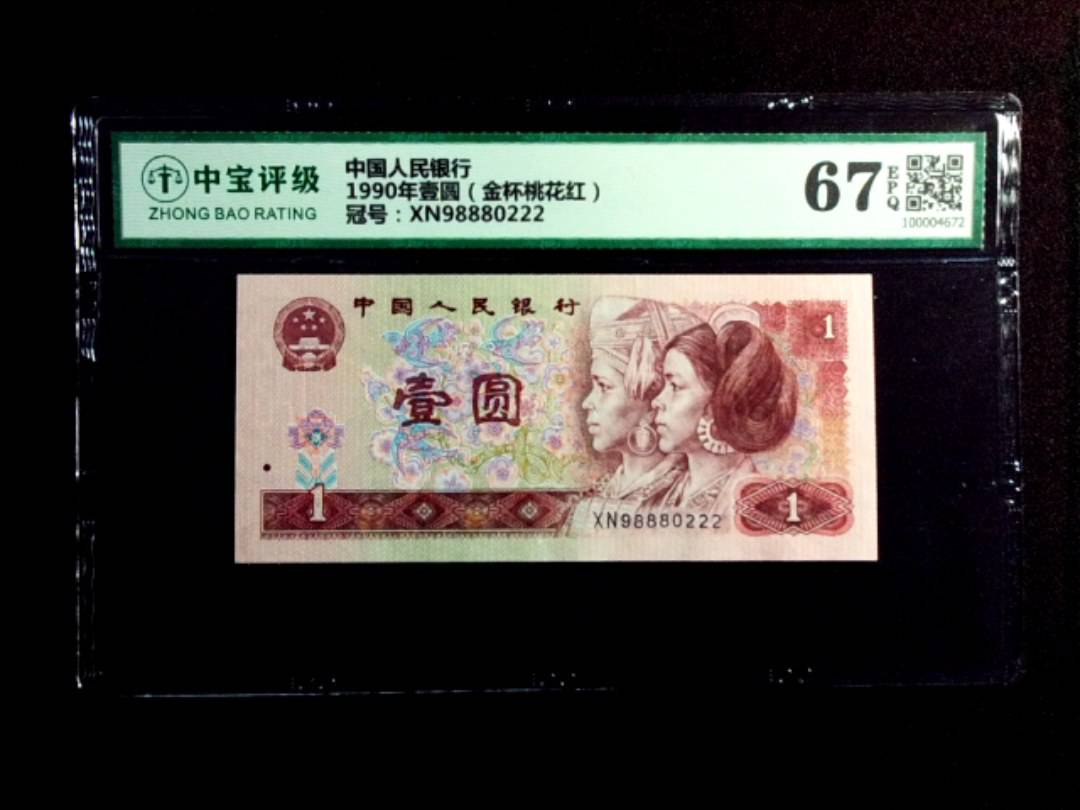 中宝评级
ZHONG BAO RATING
中国人民银行
1990年壹圆（金杯桃花红）
冠号：XN98880222
67
EPQ
100004672
中国人民银行
壹圆
1
1
XN98880222
1